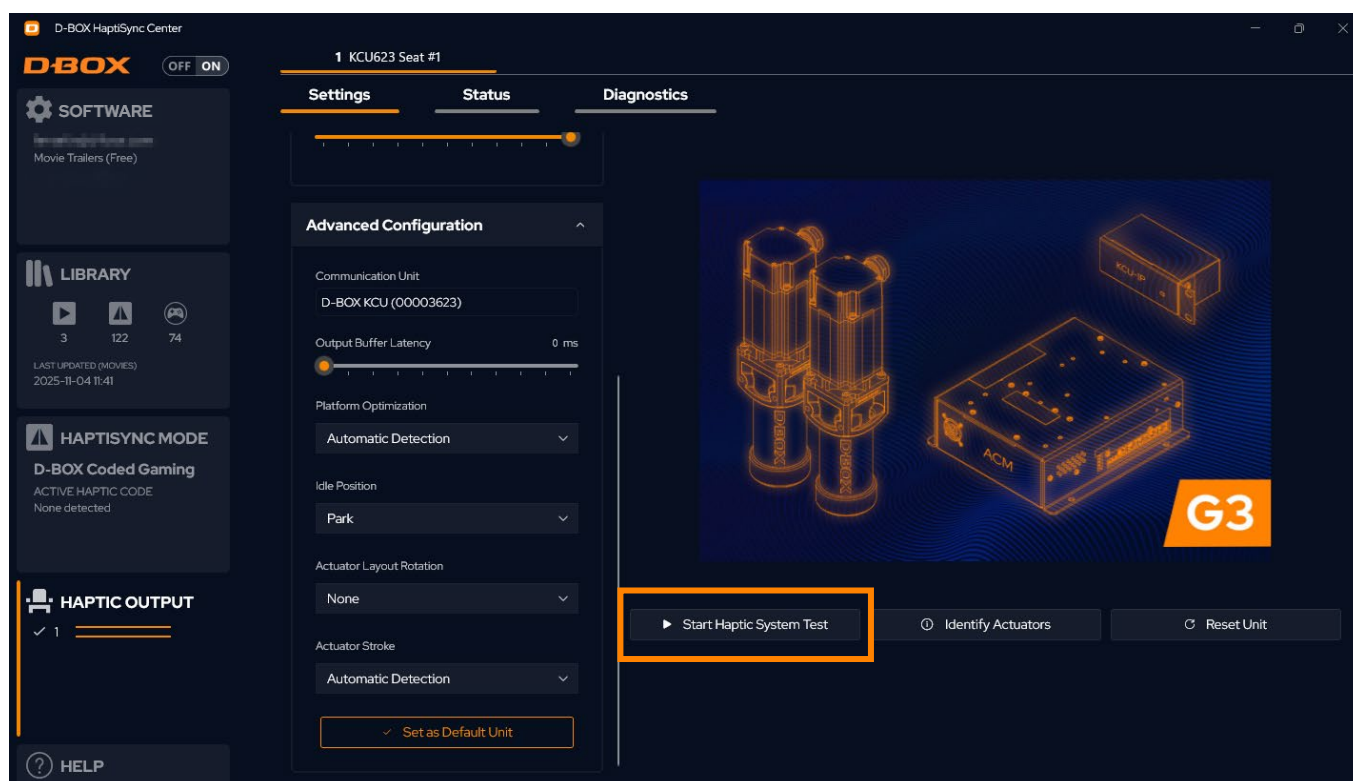 D-BOX HaptiSync Center
D-BOX
OFF ON
1 KCU623 Seat #1
Settings
Status
Diagnostics
SOFTWARE
Movie Trailers (Free)
LIBRARY
3
122
74
LAST UPDATED (MOVIES)
2025-11-04 11:41
HAPTISYNC MODE
D-BOX Coded Gaming
ACTIVE HAPTIC CODE
None detected
HAPTIC OUTPUT
1
HELP
Advanced Configuration
Communication Unit
D-BOX KCU (00003623)
Output Buffer Latency 0 ms
Platform Optimization
Automatic Detection
Idle Position
Park
Actuator Layout Rotation
None
Actuator Stroke
Automatic Detection
Set as Default Unit
KCU-IP
D-BOX
D-BOX
ACM
G3
Start Haptic System Test
Identify Actuators
Reset Unit